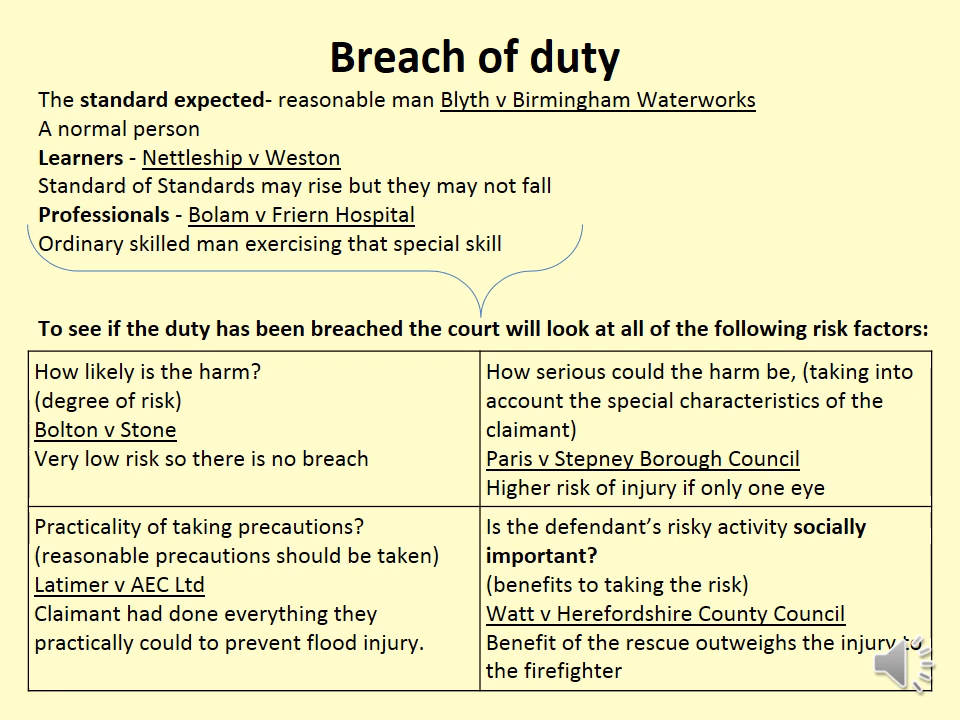 Breach of duty
The standard expected- reasonable man Blyth v Birmingham Waterworks
A normal person
Learners - Nettleship v Weston
Standard of Standards may rise but they may not fall
Professionals - Bolam v Friern Hospital
Ordinary skilled man exercising that special skill
To see if the duty has been breached the court will look at all of the following risk factors:
How likely is the harm?
(degree of risk)
Bolton v Stone
Very low risk so there is no breach
How serious could the harm be, (taking into
account the special characteristics of the
claimant)
Paris v Stepney Borough Council
Higher risk of injury if only one eye
Practicality of taking precautions?
(reasonable precautions should be taken)
Latimer v AEC Ltd
Claimant had done everything they
practically could to prevent flood injury.
Is the defendant's risky activity socially
important?
(benefits to taking the risk)
Watt v Herefordshire County Council
Benefit of the rescue outweighs the injury to
the firefighter